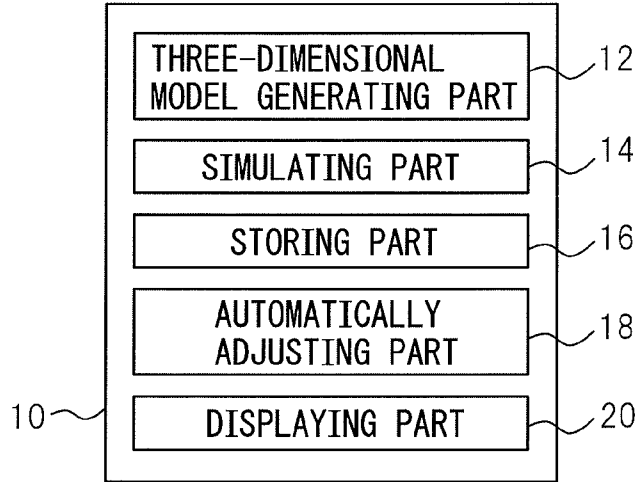 THREE-DIMENSIONAL
MODEL GENERATING PART
12
SIMULATING PART
14
STORING PART
16
AUTOMATICALLY
ADJUSTING PART
18
10
DISPLAYING PART
20